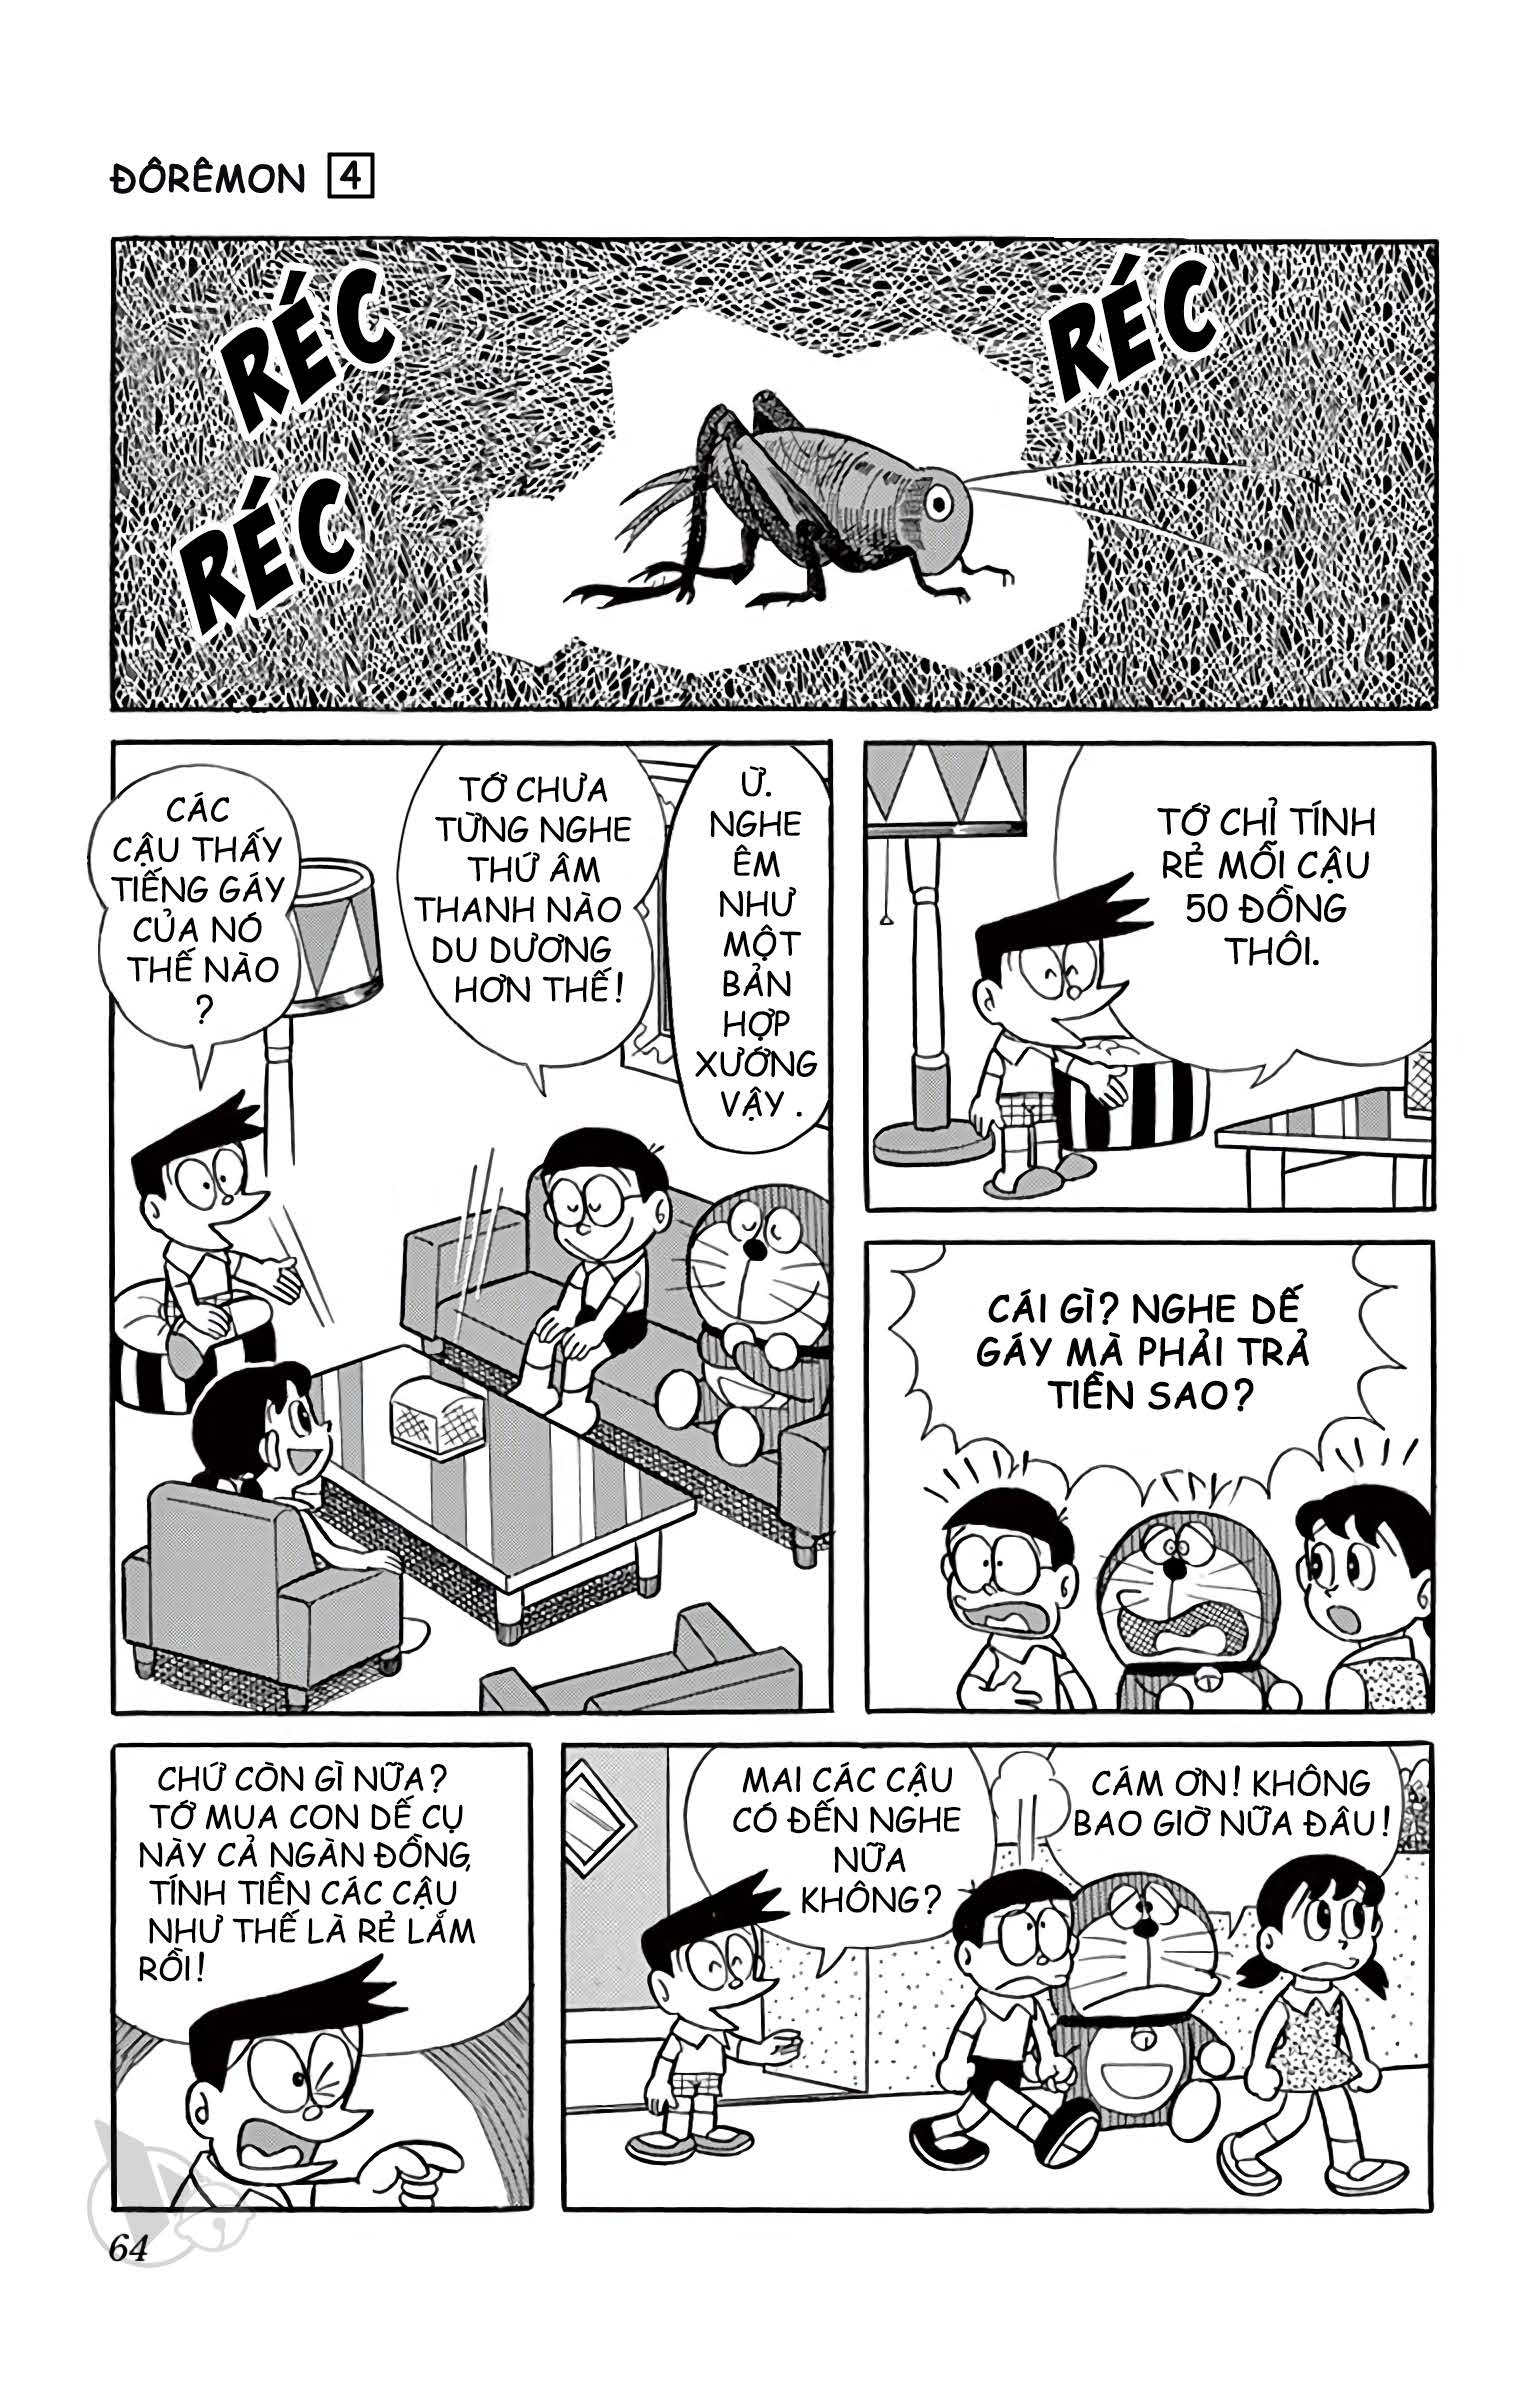 ĐÔRÊMON 4
RÉC
RÉC
RÉC
CÁC
CẬU THẤY
TIẾNG GÁY
CỦA NÓ
THẾ NÀO
?
TỚ CHƯA
TỪNG NGHE
THỨ ÂM
THANH NÀO
DU DƯƠNG
HƠN THẾ!
Ừ.
NGHE
ÊM
NHƯ
MỘT
BẢN
HỢP
XƯỚNG
VẬY.
TỚ CHỈ TÍNH
RẺ MỖI CẬU
50 ĐỒNG
THÔI.
CÁI GÌ? NGHE DẾ
GÁY MÀ PHẢI TRẢ
TIỀN SAO?
CHỨ CÒN GÌ NỮA?
TỚ MUA CON DẾ CỤ
NÀY CẢ NGÀN ĐỒNG,
TÍNH TIỀN CÁC CẬU
NHƯ THẾ LÀ RẺ LẮM
RỒI!
MAI CÁC CẬU
CÓ ĐẾN NGHE
NỮA
KHÔNG?
CÁM ƠN! KHÔNG
BAO GIỜ NỮA ĐÂU!
64